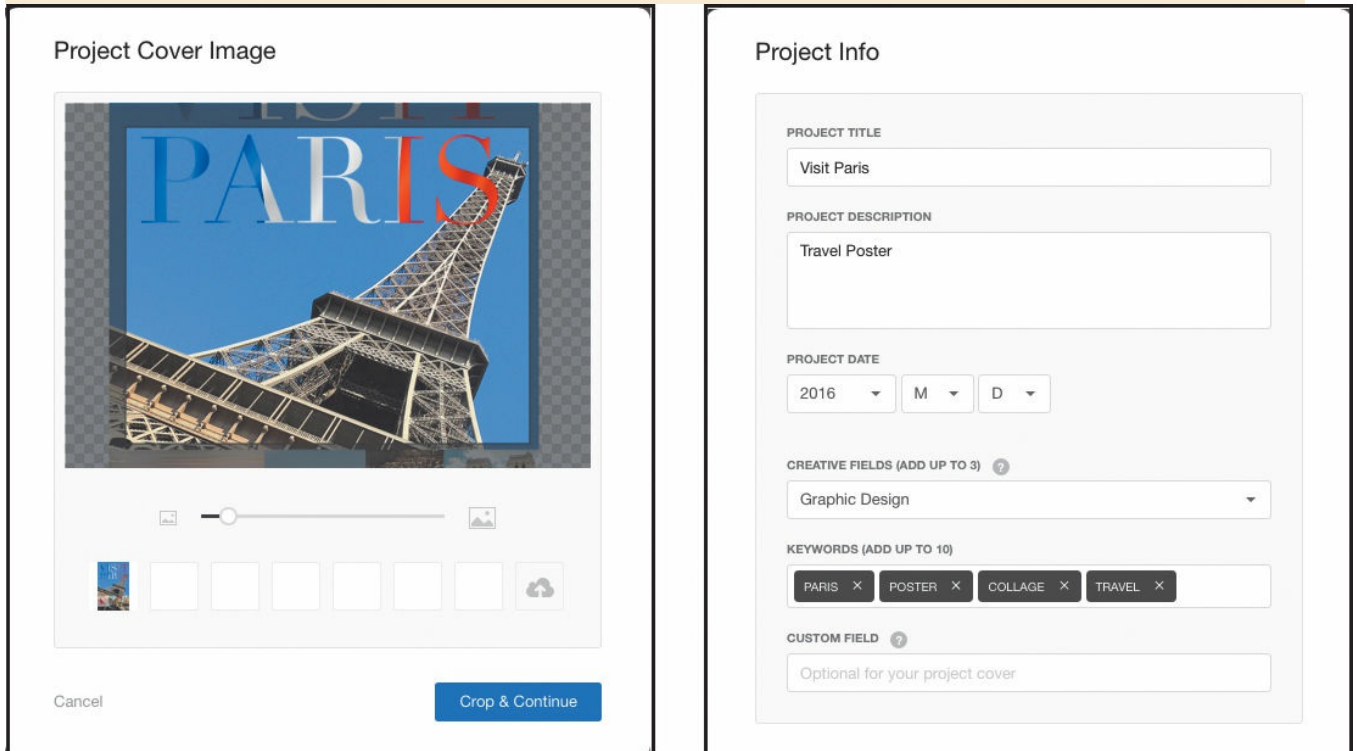 Project Cover Image
VISIT
PARIS
Cancel
Crop & Continue
Project Info
PROJECT TITLE
Visit Paris
PROJECT DESCRIPTION
Travel Poster
PROJECT DATE
2016 M D
CREATIVE FIELDS (ADD UP TO 3) ?
Graphic Design
KEYWORDS (ADD UP TO 10)
PARIS × POSTER × COLLAGE × TRAVEL ×
CUSTOM FIELD ?
Optional for your project cover